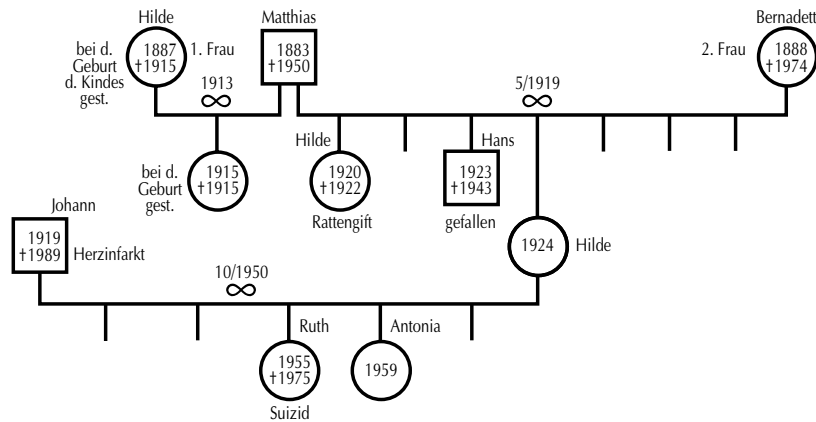 Hilde
Matthias
Bernadett
bei d.
Geburt
d. Kindes
gest.
1887
†1915
1. Frau
1883
†1950
2. Frau
1888
†1974
1913
5/1919
bei d.
Geburt
gest.
1915
†1915
Hilde
1920
†1922
Rattengift
Hans
1923
†1943
gefallen
1924
Hilde
Johann
1919
†1989
Herzinfarkt
10/1950
Ruth
1955
†1975
Suizid
Antonia
1959